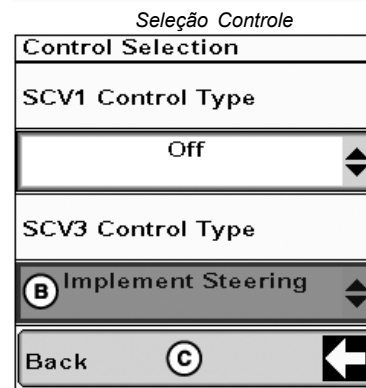 Seleção Controle
Control Selection
SCV1 Control Type
Off
SCV3 Control Type
B Implement Steering
Back C